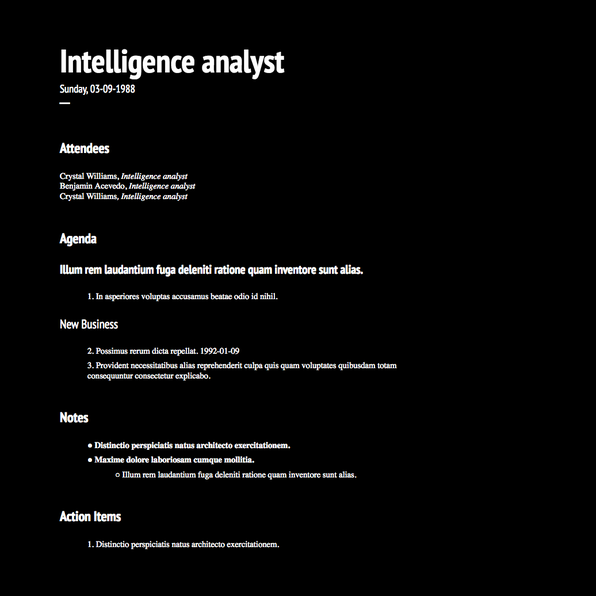 Intelligence analyst
Sunday, 03-09-1988
Attendees
Crystal Williams, Intelligence analyst
Benjamin Acevedo, Intelligence analyst
Crystal Williams, Intelligence analyst
Agenda
Illum rem laudantium fuga deleniti ratione quam inventore sunt alias.
1. In asperiores voluptas accusamus beatae odio id nihil.
New Business
2. Possimus rerum dicta repellat. 1992-01-09
3. Provident necessitatibus alias reprehenderit culpa quis quam voluptates quibusdam totam
consequuntur consectetur explicabo.
Notes
● Distinctio perspiciatis natus architecto exercitationem.
● Maxime dolore laboriosam cumque mollitia.
○ Illum rem laudantium fuga deleniti ratione quam inventore sunt alias.
Action Items
1. Distinctio perspiciatis natus architecto exercitationem.